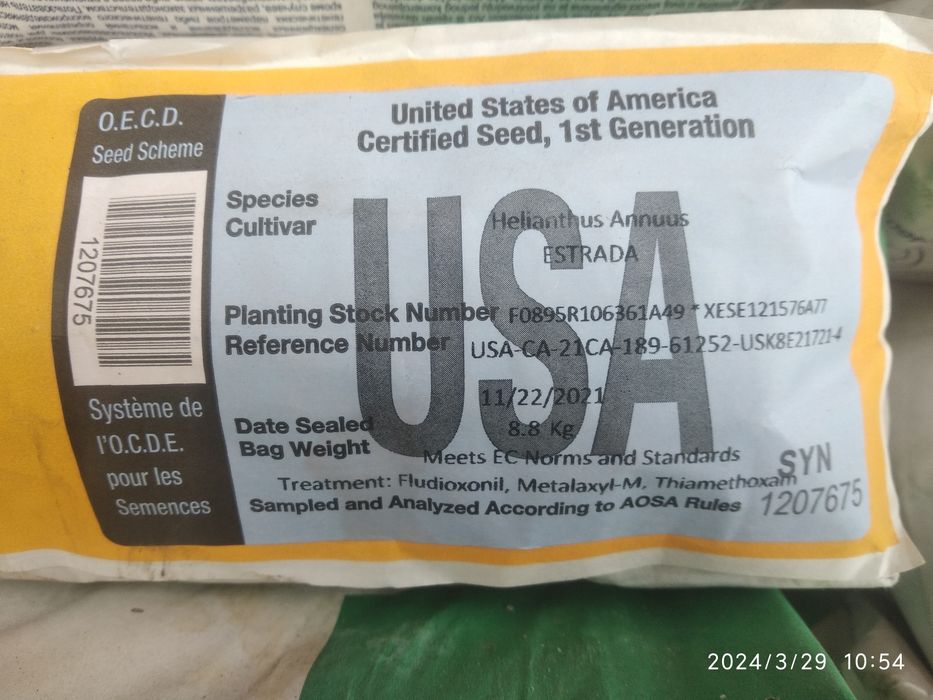 O.E.C.D.
Seed Scheme
1207675
Système de
l'O.C.D.E.
pour les
Semences
United States of America
Certified Seed, 1st Generation
USA
Species Helianthus Annuus
Cultivar ESTRADA
Planting Stock Number F0895R106361A49 * XESE121576A77
Reference Number USA-CA-21CA-189-61252-USK8E21721-4
11/22/2021
Date Sealed
8.8 Kg
Bag Weight
Meets EC Norms and Standards
Treatment: Fludioxonil, Metalaxyl-M, Thiamethoxam
Sampled and Analyzed According to AOSA Rules
SYN
1207675
2024/3/29 10:54